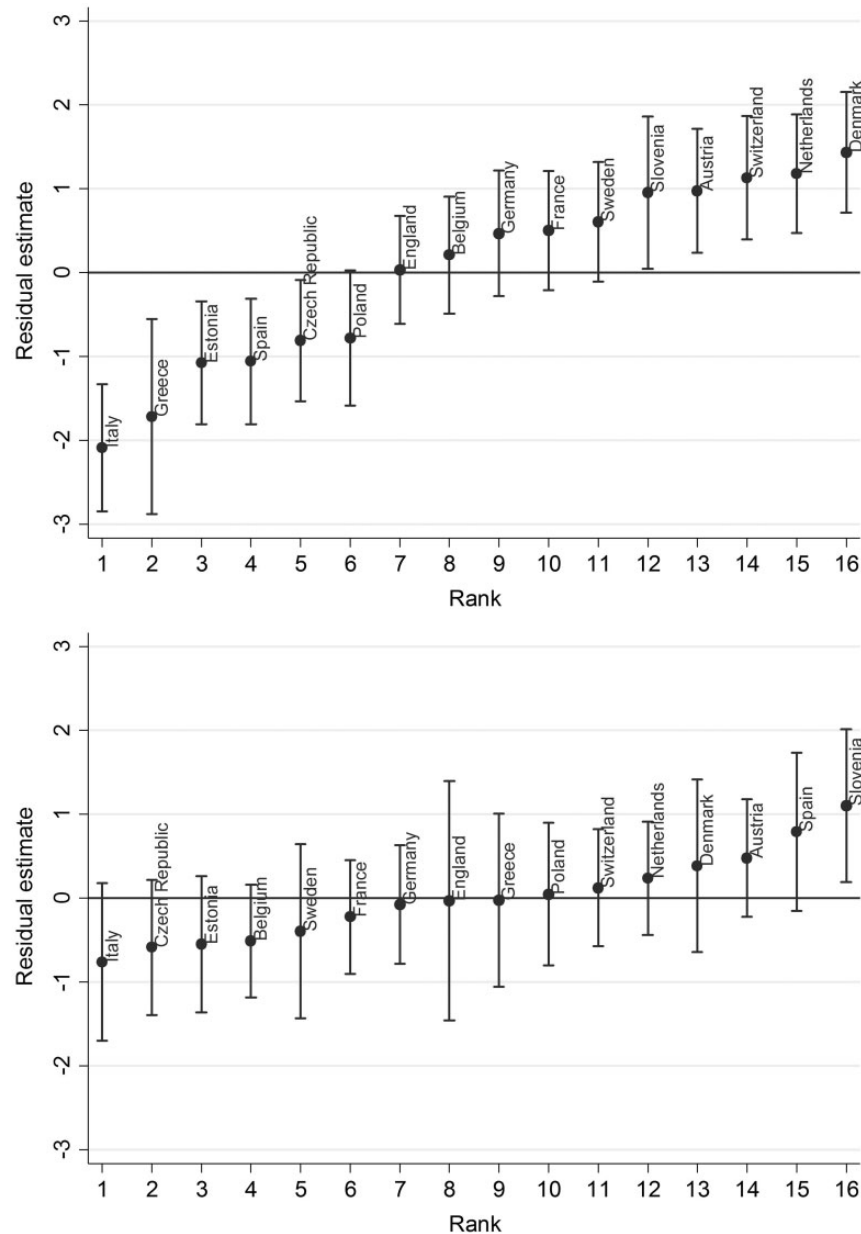 Residual estimate
3
2
1
0
-1
-2
-3
Italy
Greece
Estonia
Spain
Czech Republic
Poland
England
Belgium
Germany
France
Sweden
Slovenia
Austria
Switzerland
Netherlands
Denmark
1 2 3 4 5 6 7 8 9 10 11 12 13 14 15 16
Rank
Residual estimate
3
2
1
0
-1
-2
-3
Italy
Czech Republic
Estonia
Belgium
Sweden
France
Germany
England
Greece
Poland
Switzerland
Netherlands
Denmark
Austria
Spain
Slovenia
1 2 3 4 5 6 7 8 9 10 11 12 13 14 15 16
Rank